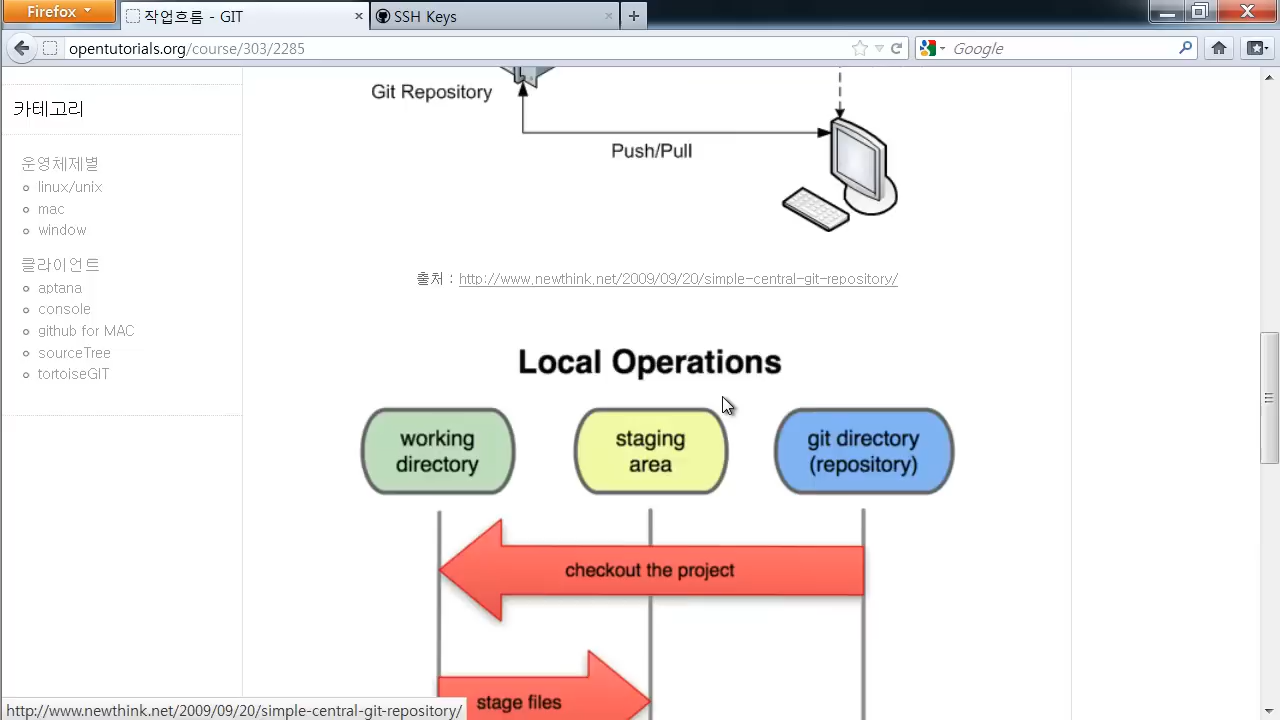 Firefox
작업흐름 - GIT
SSH Keys
opentutorials.org/course/303/2285
Google
카테고리
운영체제별
linux/unix
mac
window
클라이언트
aptana
console
github for MAC
sourceTree
tortoiseGIT
Git Repository
Push/Pull
출처 : http://www.newthink.net/2009/09/20/simple-central-git-repository/
Local Operations
working
directory
staging
area
git directory
(repository)
checkout the project
stage files
http://www.newthink.net/2009/09/20/simple-central-git-repository/